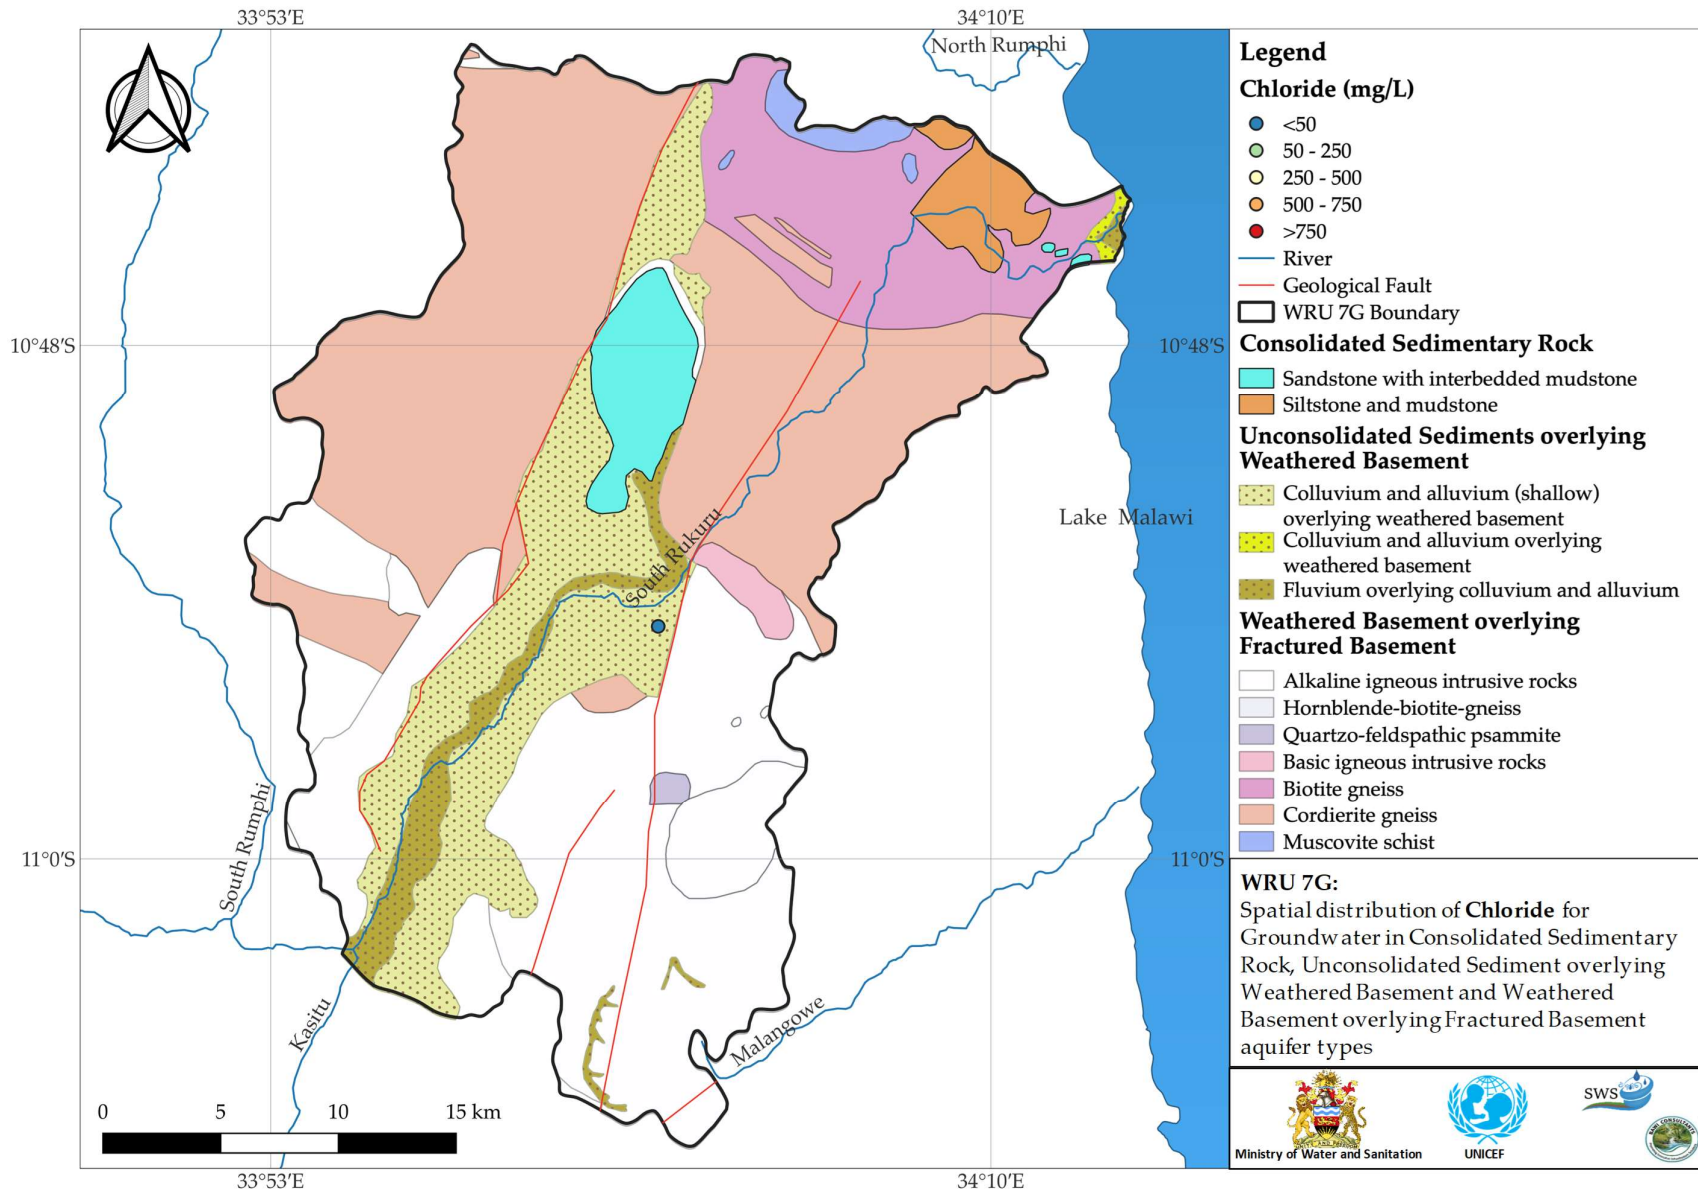 33°53′E
34°10′E
North Rumphi
10°48′S
10°48′S
Lake Malawi
South Rukuru
South Rumphi
11°0′S
11°0′S
Kasitu
Malangowe
0 5 10 15 km
33°53′E
34°10′E
Legend
Chloride (mg/L)
<50
50 - 250
250 - 500
500 - 750
>750
River
Geological Fault
WRU 7G Boundary
Consolidated Sedimentary Rock
Sandstone with interbedded mudstone
Siltstone and mudstone
Unconsolidated Sediments overlying
Weathered Basement
Colluvium and alluvium (shallow)
overlying weathered basement
Colluvium and alluvium overlying
weathered basement
Fluvium overlying colluvium and alluvium
Weathered Basement overlying
Fractured Basement
Alkaline igneous intrusive rocks
Hornblende-biotite-gneiss
Quartzo-feldspathic psammite
Basic igneous intrusive rocks
Biotite gneiss
Cordierite gneiss
Muscovite schist
WRU 7G:
Spatial distribution of Chloride for
Groundwater in Consolidated Sedimentary
Rock, Unconsolidated Sediment overlying
Weathered Basement and Weathered
Basement overlying Fractured Basement
aquifer types
Ministry of Water and Sanitation
UNICEF
SWS